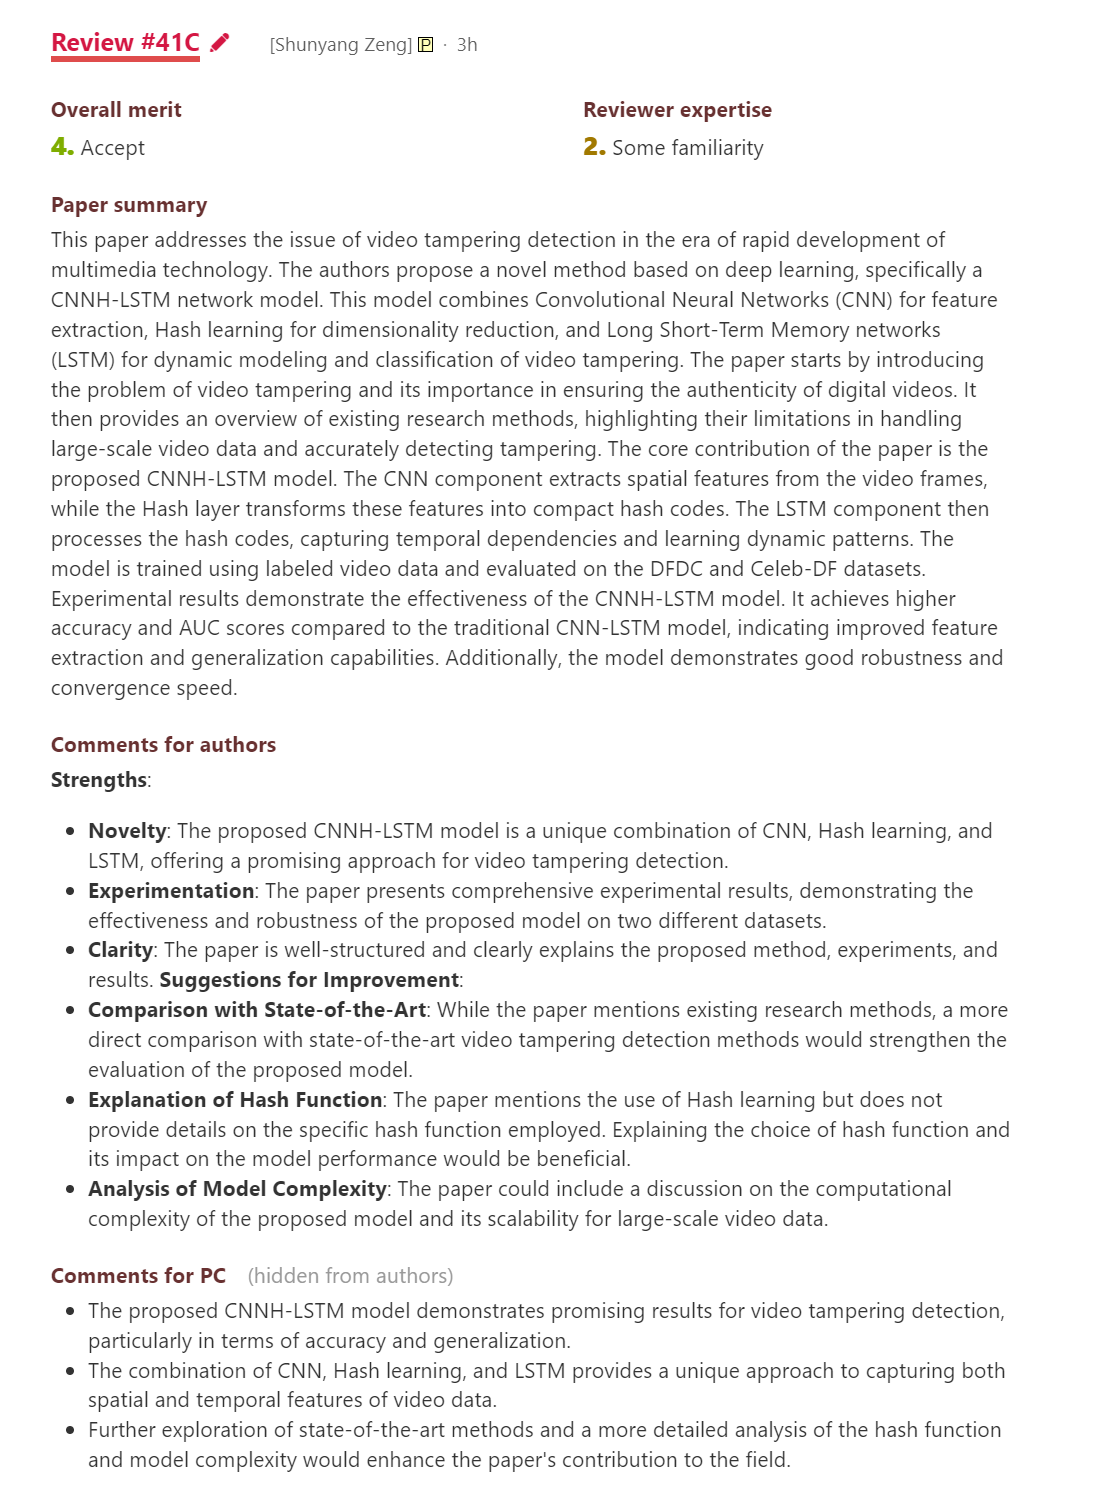 Review #41C [Shunyang Zeng] P · 3h
Overall merit
4. Accept
Reviewer expertise
2. Some familiarity
Paper summary
This paper addresses the issue of video tampering detection in the era of rapid development of
multimedia technology. The authors propose a novel method based on deep learning, specifically a
CNNH-LSTM network model. This model combines Convolutional Neural Networks (CNN) for feature
extraction, Hash learning for dimensionality reduction, and Long Short-Term Memory networks
(LSTM) for dynamic modeling and classification of video tampering. The paper starts by introducing
the problem of video tampering and its importance in ensuring the authenticity of digital videos. It
then provides an overview of existing research methods, highlighting their limitations in handling
large-scale video data and accurately detecting tampering. The core contribution of the paper is the
proposed CNNH-LSTM model. The CNN component extracts spatial features from the video frames,
while the Hash layer transforms these features into compact hash codes. The LSTM component then
processes the hash codes, capturing temporal dependencies and learning dynamic patterns. The
model is trained using labeled video data and evaluated on the DFDC and Celeb-DF datasets.
Experimental results demonstrate the effectiveness of the CNNH-LSTM model. It achieves higher
accuracy and AUC scores compared to the traditional CNN-LSTM model, indicating improved feature
extraction and generalization capabilities. Additionally, the model demonstrates good robustness and
convergence speed.
Comments for authors
Strengths:
• Novelty: The proposed CNNH-LSTM model is a unique combination of CNN, Hash learning, and
LSTM, offering a promising approach for video tampering detection.
• Experimentation: The paper presents comprehensive experimental results, demonstrating the
effectiveness and robustness of the proposed model on two different datasets.
• Clarity: The paper is well-structured and clearly explains the proposed method, experiments, and
results. Suggestions for Improvement:
• Comparison with State-of-the-Art: While the paper mentions existing research methods, a more
direct comparison with state-of-the-art video tampering detection methods would strengthen the
evaluation of the proposed model.
• Explanation of Hash Function: The paper mentions the use of Hash learning but does not
provide details on the specific hash function employed. Explaining the choice of hash function and
its impact on the model performance would be beneficial.
• Analysis of Model Complexity: The paper could include a discussion on the computational
complexity of the proposed model and its scalability for large-scale video data.
Comments for PC (hidden from authors)
• The proposed CNNH-LSTM model demonstrates promising results for video tampering detection,
particularly in terms of accuracy and generalization.
• The combination of CNN, Hash learning, and LSTM provides a unique approach to capturing both
spatial and temporal features of video data.
• Further exploration of state-of-the-art methods and a more detailed analysis of the hash function
and model complexity would enhance the paper's contribution to the field.